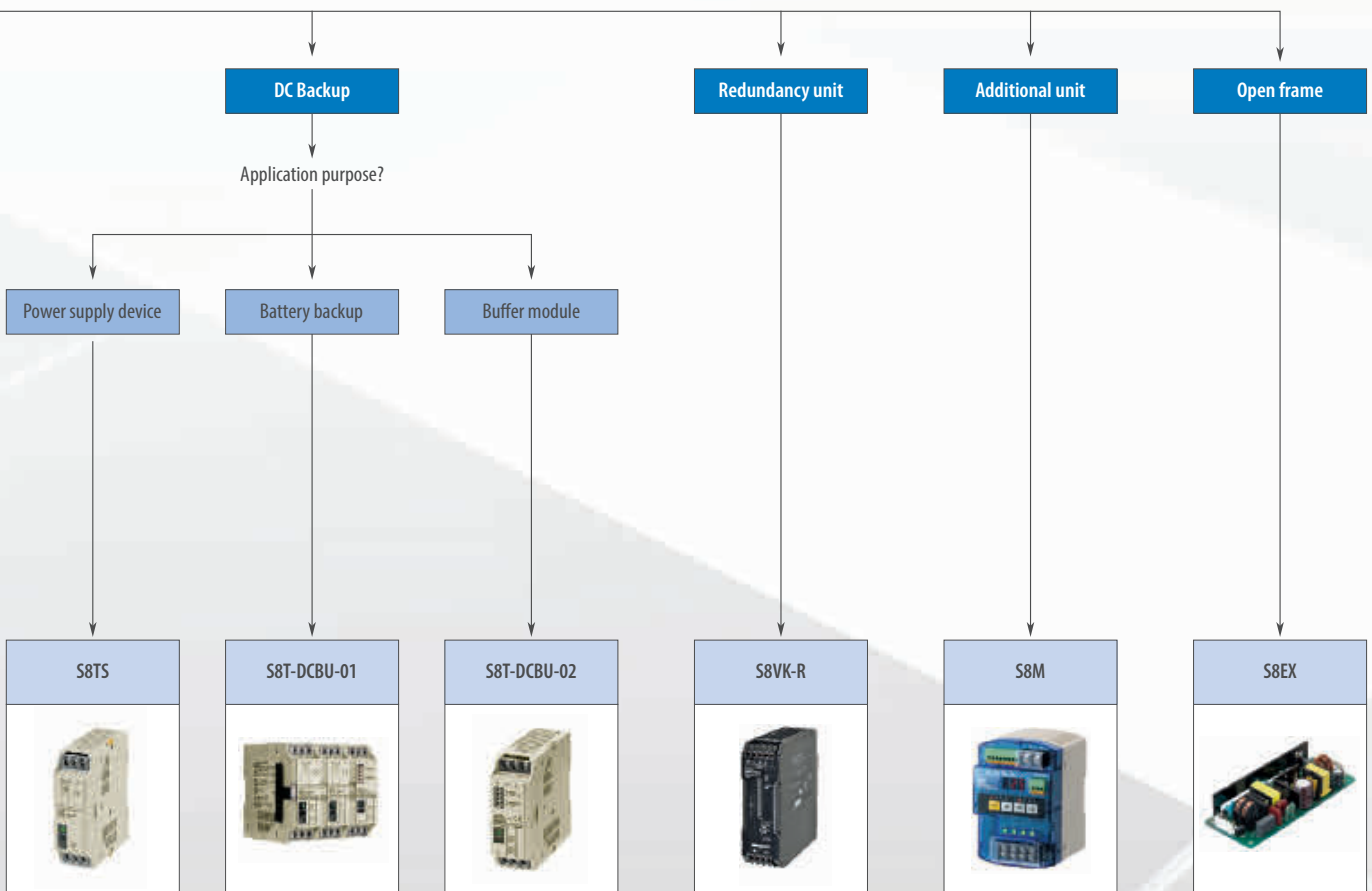 DC Backup
Redundancy unit
Additional unit
Open frame
Application purpose?
Power supply device
Battery backup
Buffer module
S8TS
S8T-DCBU-01
S8T-DCBU-02
S8VK-R
S8M
S8EX